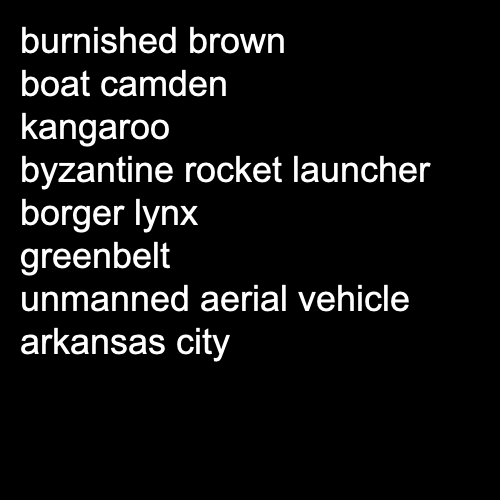 burnished brown
boat camden
kangaroo
byzantine rocket launcher
borger lynx
greenbelt
unmanned aerial vehicle
arkansas city